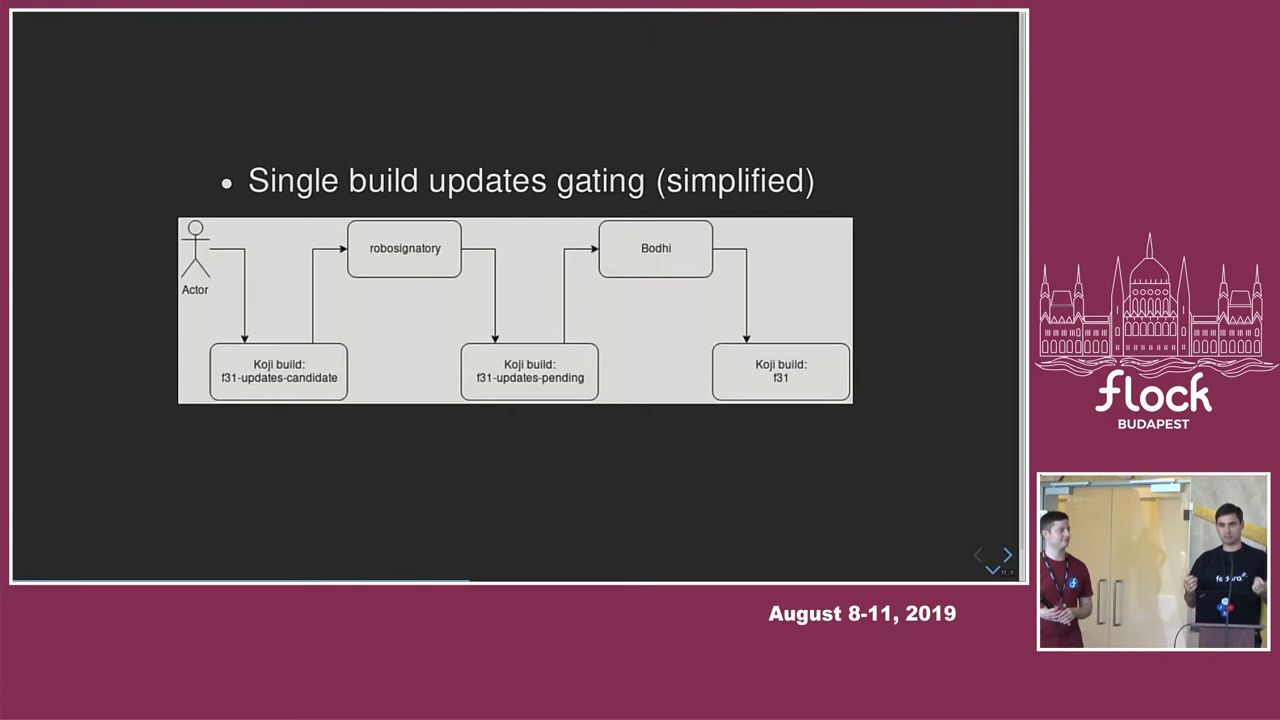 • Single build updates gating (simplified)
robosignatory
Bodhi
Actor
Koji build:
f31-updates-candidate
Koji build:
f31-updates-pending
Koji build:
f31
flock
BUDAPEST
fedora
August 8-11, 2019